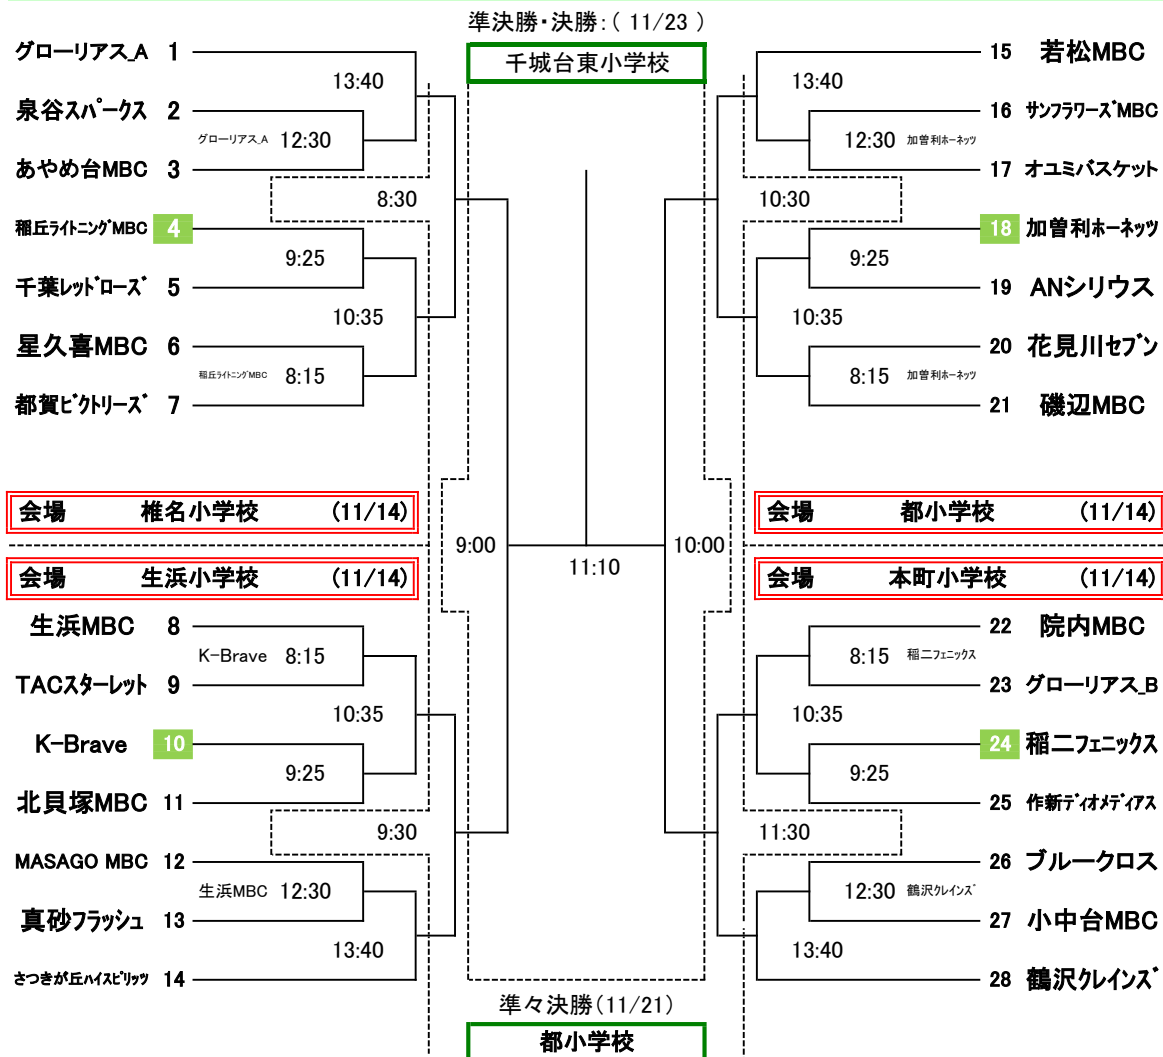 準決勝・決勝：（ 11/23 ）
千城台東小学校
グローリアス_A 1
13:40
泉谷スパークス 2
グローリアス_A 12:30
あやめ台MBC 3
8:30
稲丘ライトニングMBC 4
9:25
千葉レッドローズ 5
10:35
星久喜MBC 6
稲丘ライトニングMBC 8:15
都賀ビクトリーズ 7
15 若松MBC
13:40
16 サンフラワーズMBC
12:30 加曽利ホーネッツ
17 オユミバスケット
10:30
18 加曽利ホーネッツ
9:25
19 ANシリウス
10:35
20 花見川セブン
8:15 加曽利ホーネッツ
21 磯辺MBC
会場 椎名小学校 (11/14)
会場 都小学校 (11/14)
9:00
11:10
10:00
会場 生浜小学校 (11/14)
会場 本町小学校 (11/14)
生浜MBC 8
K-Brave 8:15
TACスターレット 9
10:35
K-Brave 10
9:25
北貝塚MBC 11
9:30
MASAGO MBC 12
生浜MBC 12:30
真砂フラッシュ 13
13:40
さつきが丘ハイスピリッツ 14
22 院内MBC
8:15 稲二フェニックス
23 グローリアス_B
10:35
24 稲二フェニックス
9:25
25 作新ディオメディアス
11:30
26 ブルークロス
12:30 鶴沢クレインズ
27 小中台MBC
13:40
28 鶴沢クレインズ
準々決勝(11/21)
都小学校